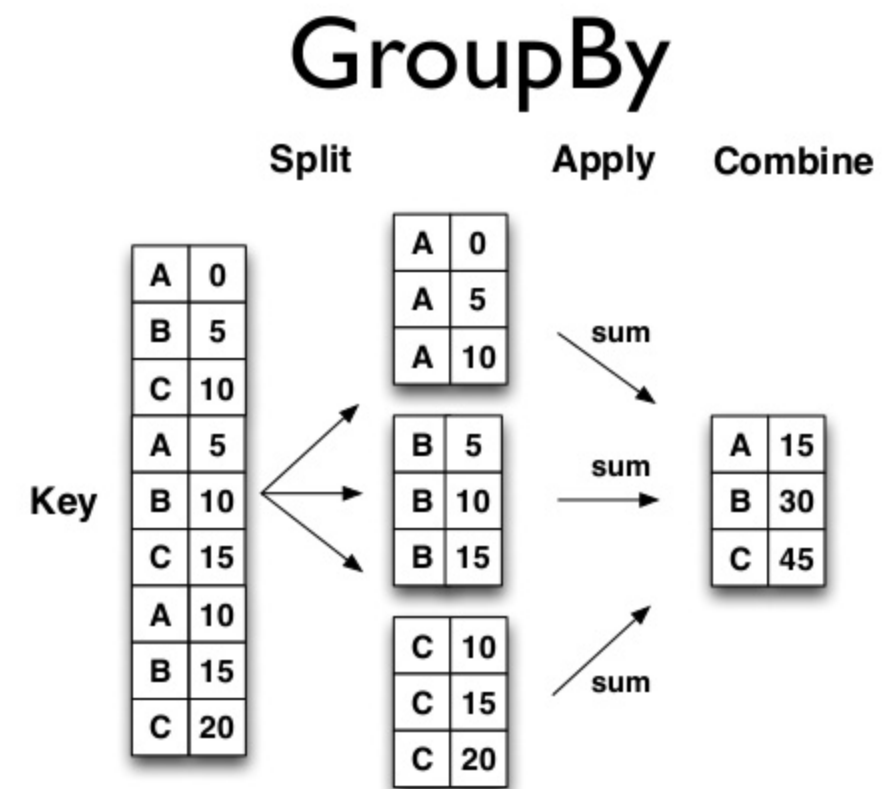 GroupBy
Split Apply Combine
Key
A 0
B 5
C 10
A 5
B 10
C 15
A 10
B 15
C 20
A 0
A 5
A 10
B 5
B 10
B 15
C 10
C 15
C 20
sum
sum
sum
A 15
B 30
C 45